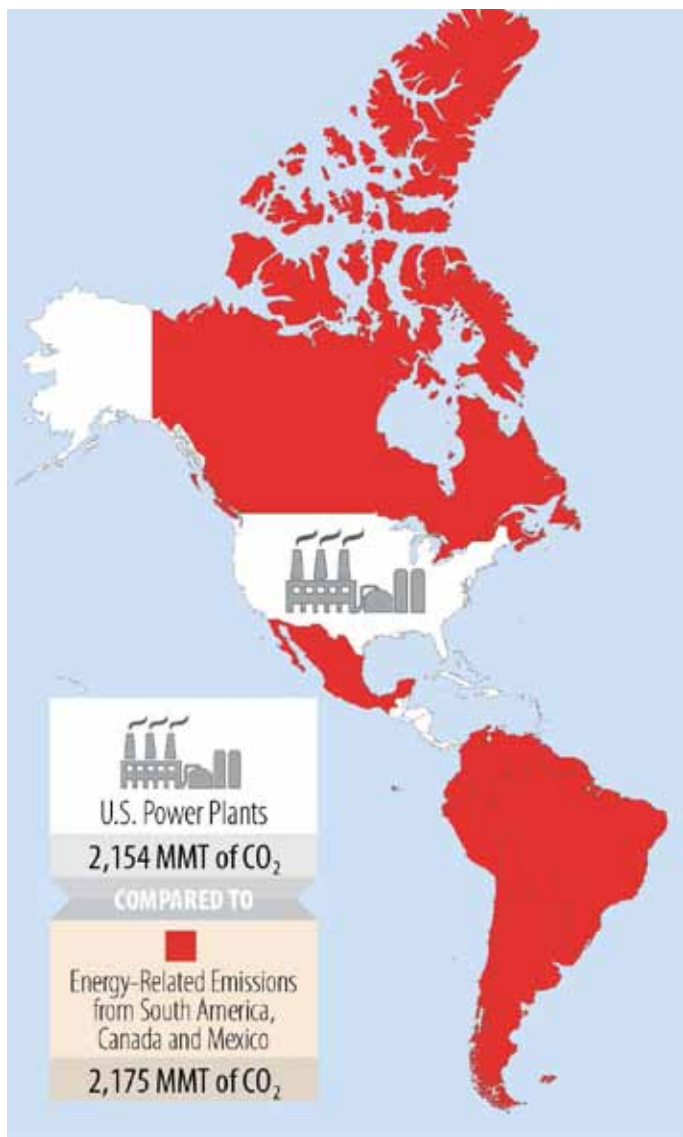 U.S. Power Plants
2,154 MMT of CO₂
COMPARED TO
Energy-Related Emissions
from South America,
Canada and Mexico
2,175 MMT of CO₂